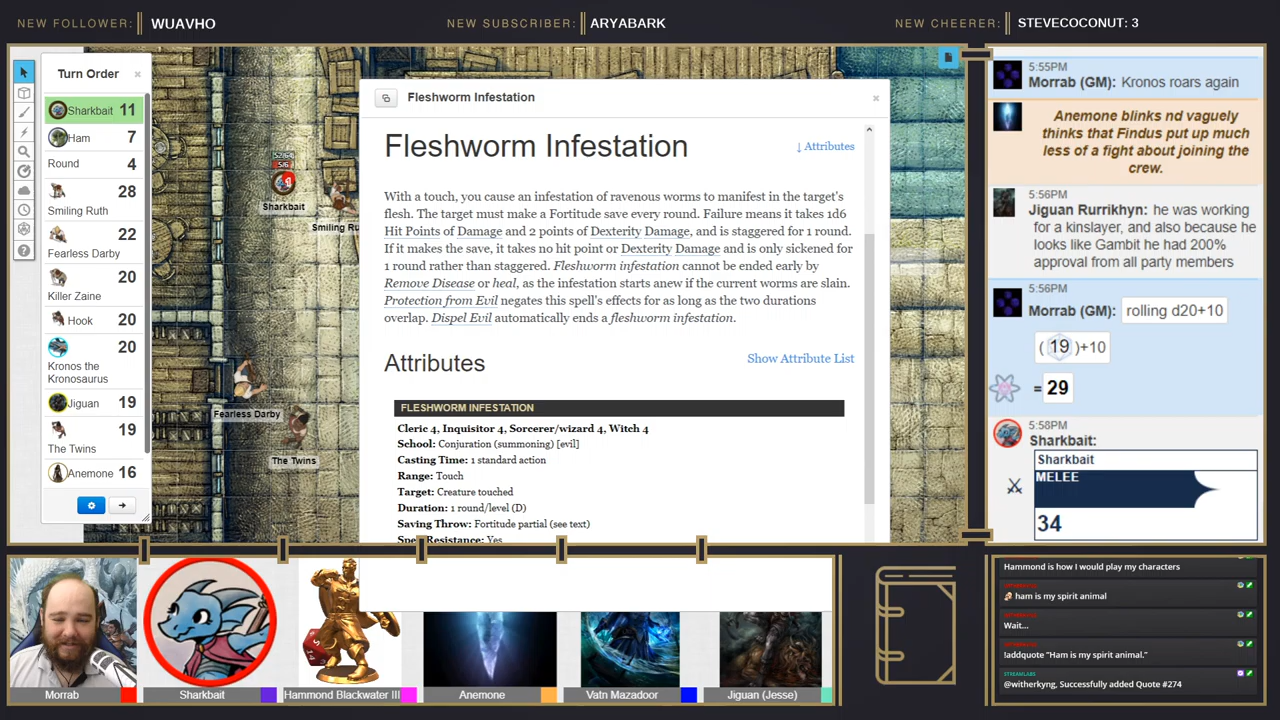 NEW FOLLOWER: WUAVHO
NEW SUBSCRIBER: ARYABARK
NEW CHEERER: STEVECOCONUT: 3
Turn Order
Sharkbait 11
Ham 7
Round 4
28
Smiling Ruth
22
Fearless Darby
20
Killer Zaine
Hook 20
20
Kronos the
Kronosaurus
Jiguan 19
19
The Twins
Anemone 16
5/6
Sharkbait
Smiling Ru
Fearless Darby
The Twins
Fleshworm Infestation
Fleshworm Infestation
↓ Attributes
With a touch, you cause an infestation of ravenous worms to manifest in the target's
flesh. The target must make a Fortitude save every round. Failure means it takes 1d6
Hit Points of Damage and 2 points of Dexterity Damage, and is staggered for 1 round.
If it makes the save, it takes no hit point or Dexterity Damage and is only sickened for
1 round rather than staggered. Fleshworm infestation cannot be ended early by
Remove Disease or heal, as the infestation starts anew if the current worms are slain.
Protection from Evil negates this spell's effects for as long as the two durations
overlap. Dispel Evil automatically ends a fleshworm infestation.
Attributes
Show Attribute List
FLESHWORM INFESTATION
Cleric 4, Inquisitor 4, Sorcerer/wizard 4, Witch 4
School: Conjuration (summoning) [evil]
Casting Time: 1 standard action
Range: Touch
Target: Creature touched
Duration: 1 round/level (D)
Saving Throw: Fortitude partial (see text)
Spell Resistance: Yes
5:55PM
Morrab (GM): Kronos roars again
Anemone blinks nd vaguely
thinks that Findus put up much
less of a fight about joining the
crew.
5:56PM
Jiguan Rurrikhyn: he was working
for a kinslayer, and also because he
looks like Gambit he had 200%
approval from all party members
5:56PM
Morrab (GM): rolling d20+10
(19)+10
= 29
5:58PM
Sharkbait:
Sharkbait
MELEE
34
Morrab
Sharkbait
Hammond Blackwater III
Anemone
Vatn Mazadoor
Jiguan (Jesse)
Hammond is how I would play my characters
ham is my spirit animal
Wait...
!addquote "Ham is my spirit animal."
STREAMLABS
@witherkyng, Successfully added Quote #274